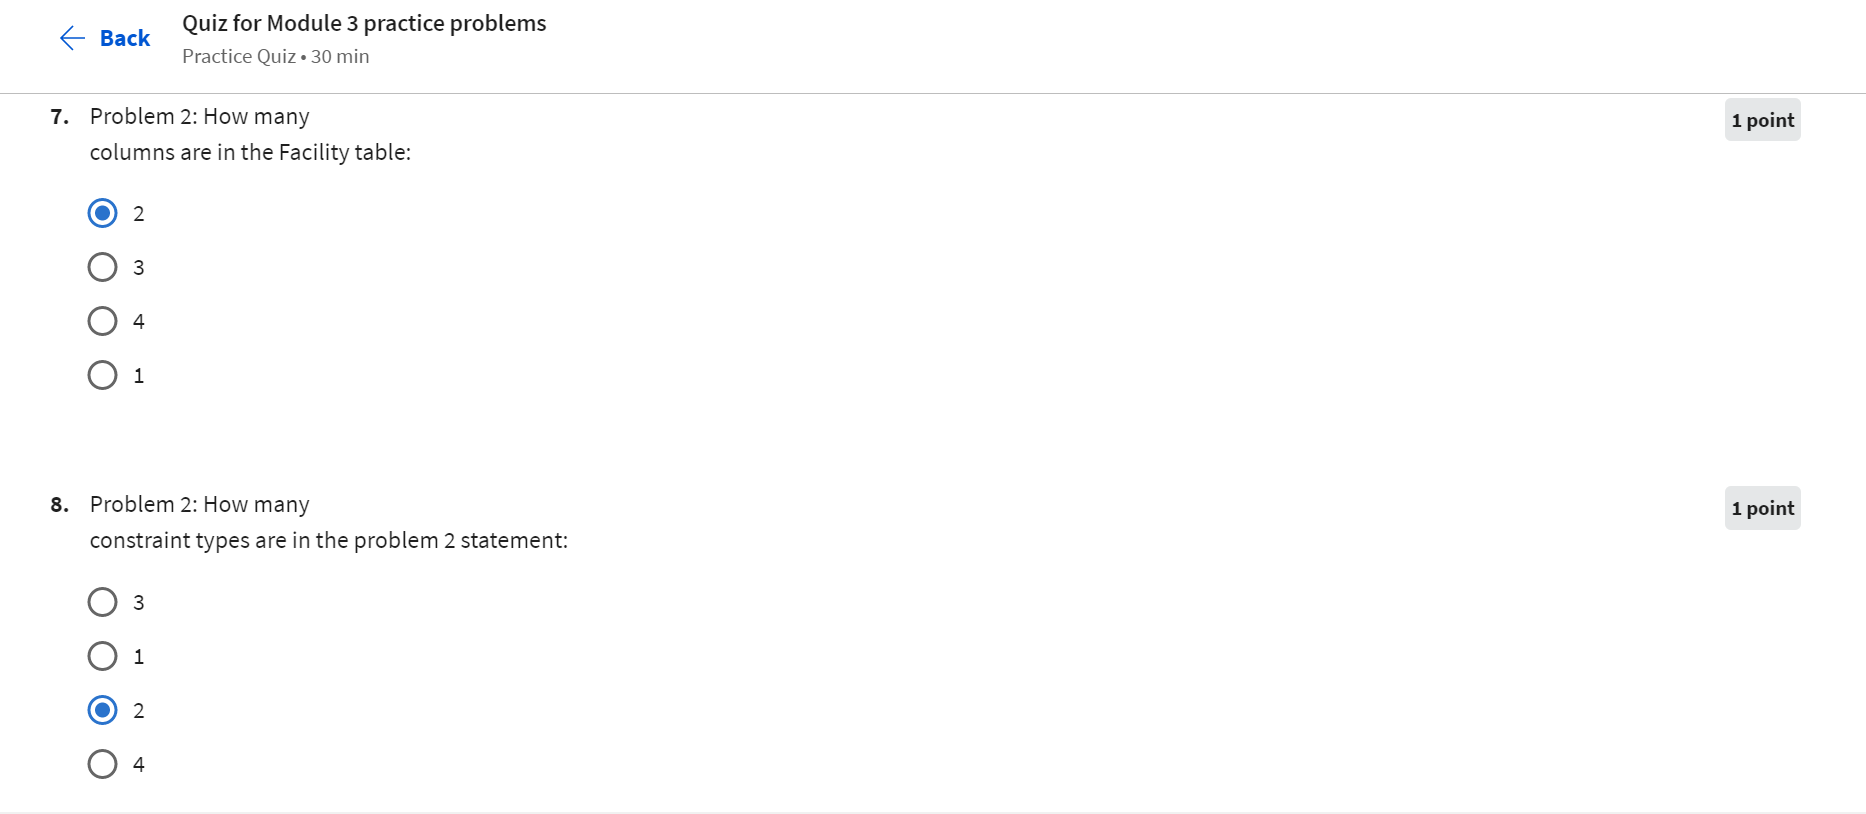 Back
Quiz for Module 3 practice problems
Practice Quiz • 30 min
7. Problem 2: How many
columns are in the Facility table:
1 point
2
3
4
1
8. Problem 2: How many
constraint types are in the problem 2 statement:
1 point
3
1
2
4